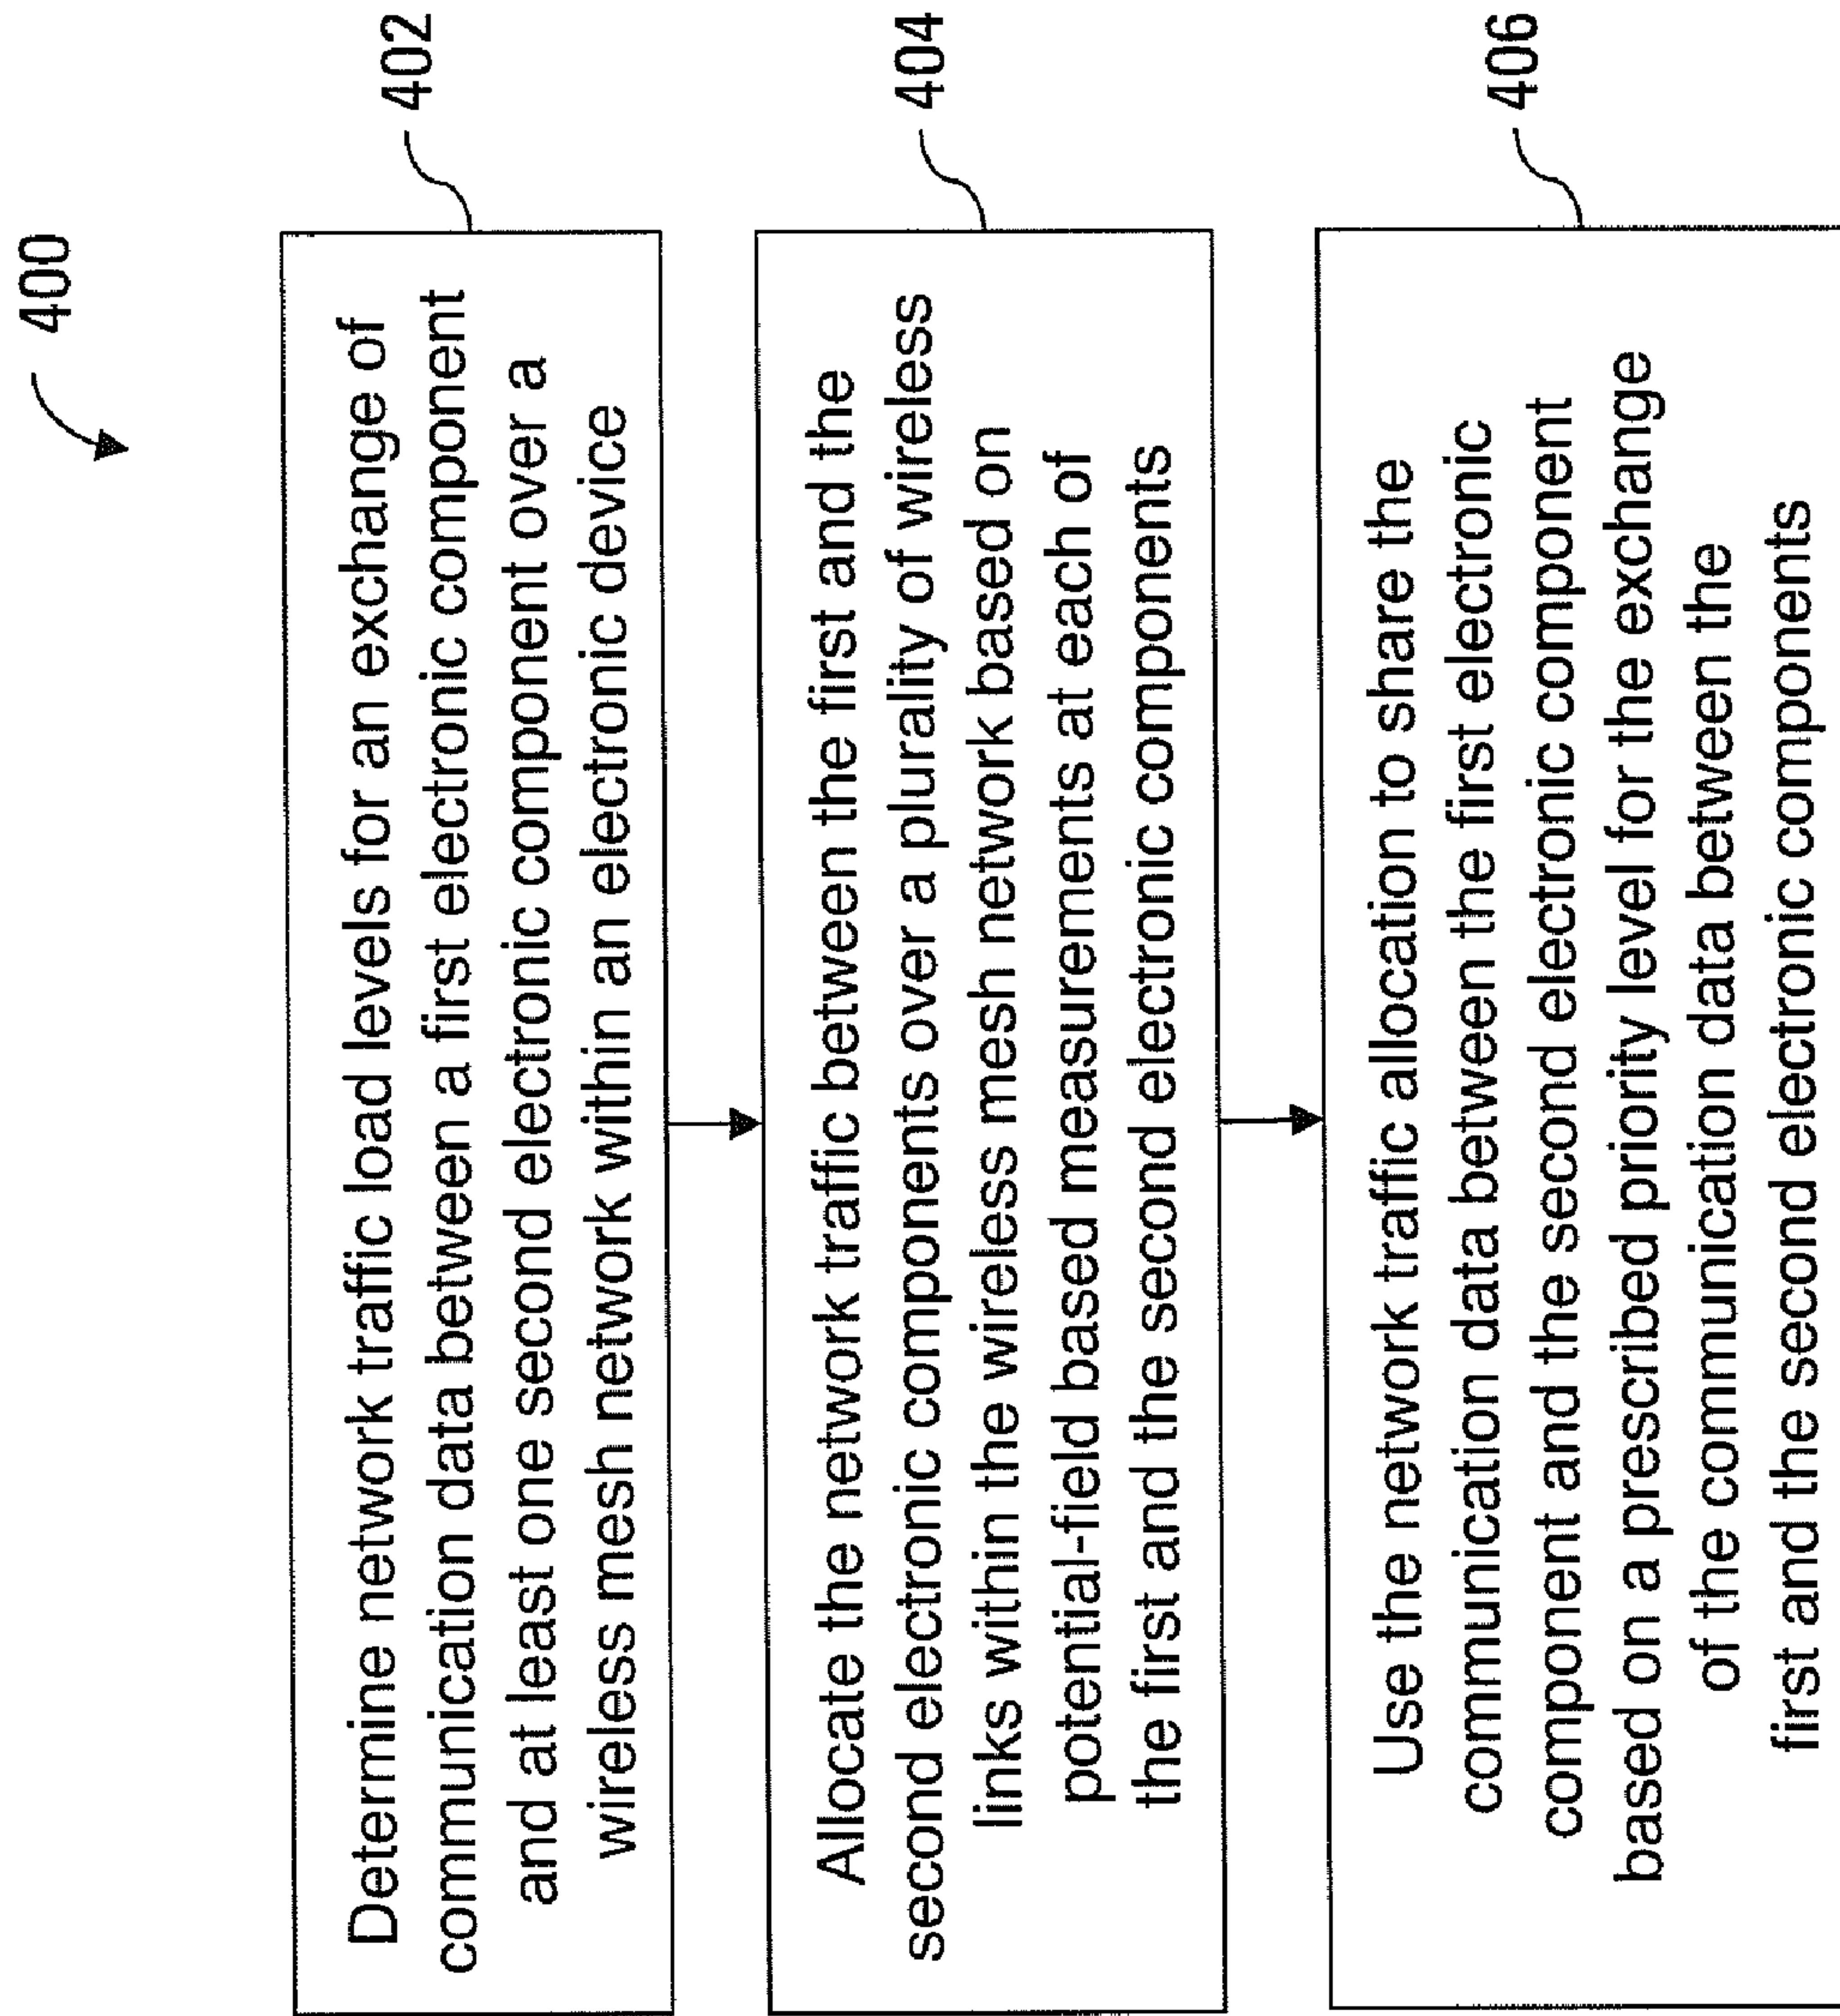 400
Determine network traffic load levels for an exchange of
communication data between a first electronic component
and at least one second electronic component over a
wireless mesh network within an electronic device
402
Allocate the network traffic between the first and the
second electronic components over a plurality of wireless
links within the wireless mesh network based on
potential-field based measurements at each of
the first and the second electronic components
404
Use the network traffic allocation to share the
communication data between the first electronic
component and the second electronic component
based on a prescribed priority level for the exchange
of the communication data between the
first and the second electronic components
406